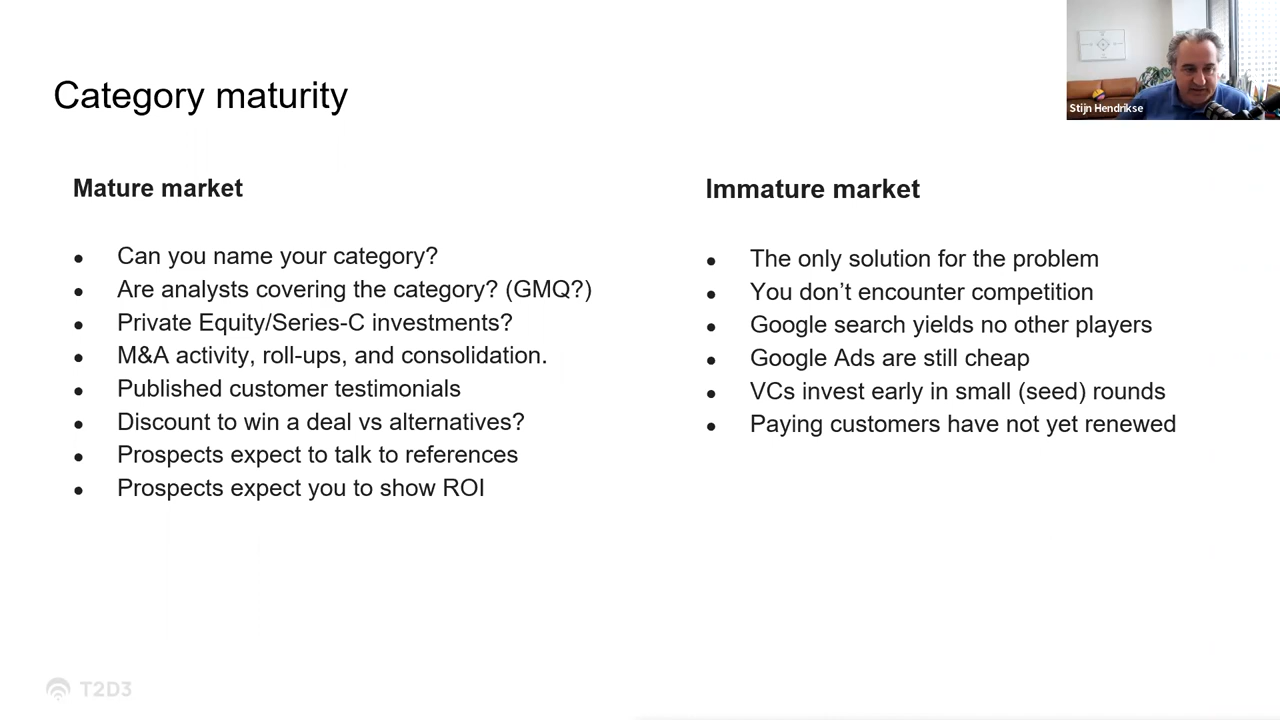 Category maturity
Stijn Hendrikse
Mature market
Can you name your category?
Are analysts covering the category? (GMQ?)
Private Equity/Series-C investments?
M&A activity, roll-ups, and consolidation.
Published customer testimonials
Discount to win a deal vs alternatives?
Prospects expect to talk to references
Prospects expect you to show ROI
Immature market
The only solution for the problem
You don’t encounter competition
Google search yields no other players
Google Ads are still cheap
VCs invest early in small (seed) rounds
Paying customers have not yet renewed
T2D3